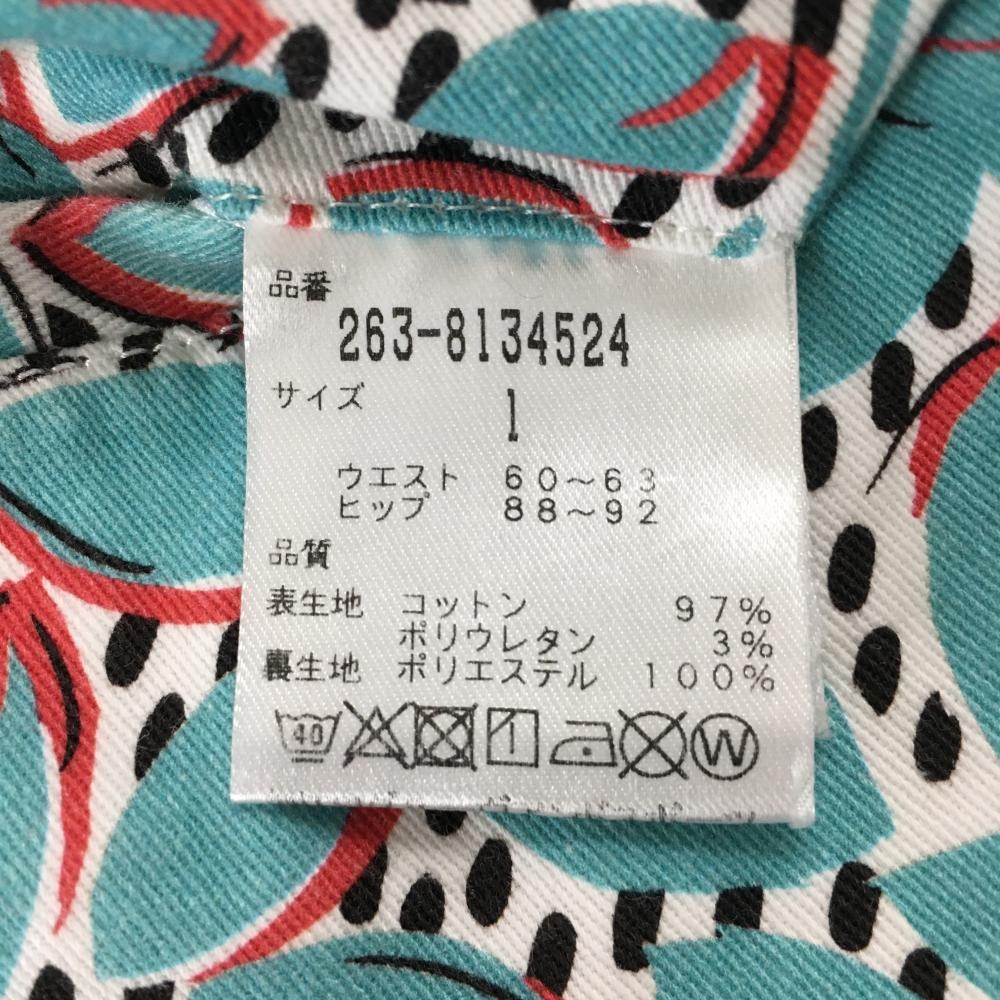 品番
263-8134524
サイズ 1
ウエスト 60～63
ヒップ 88～92
品質
表生地 コットン 97%
ポリウレタン 3%
裏生地 ポリエステル 100%
40 W